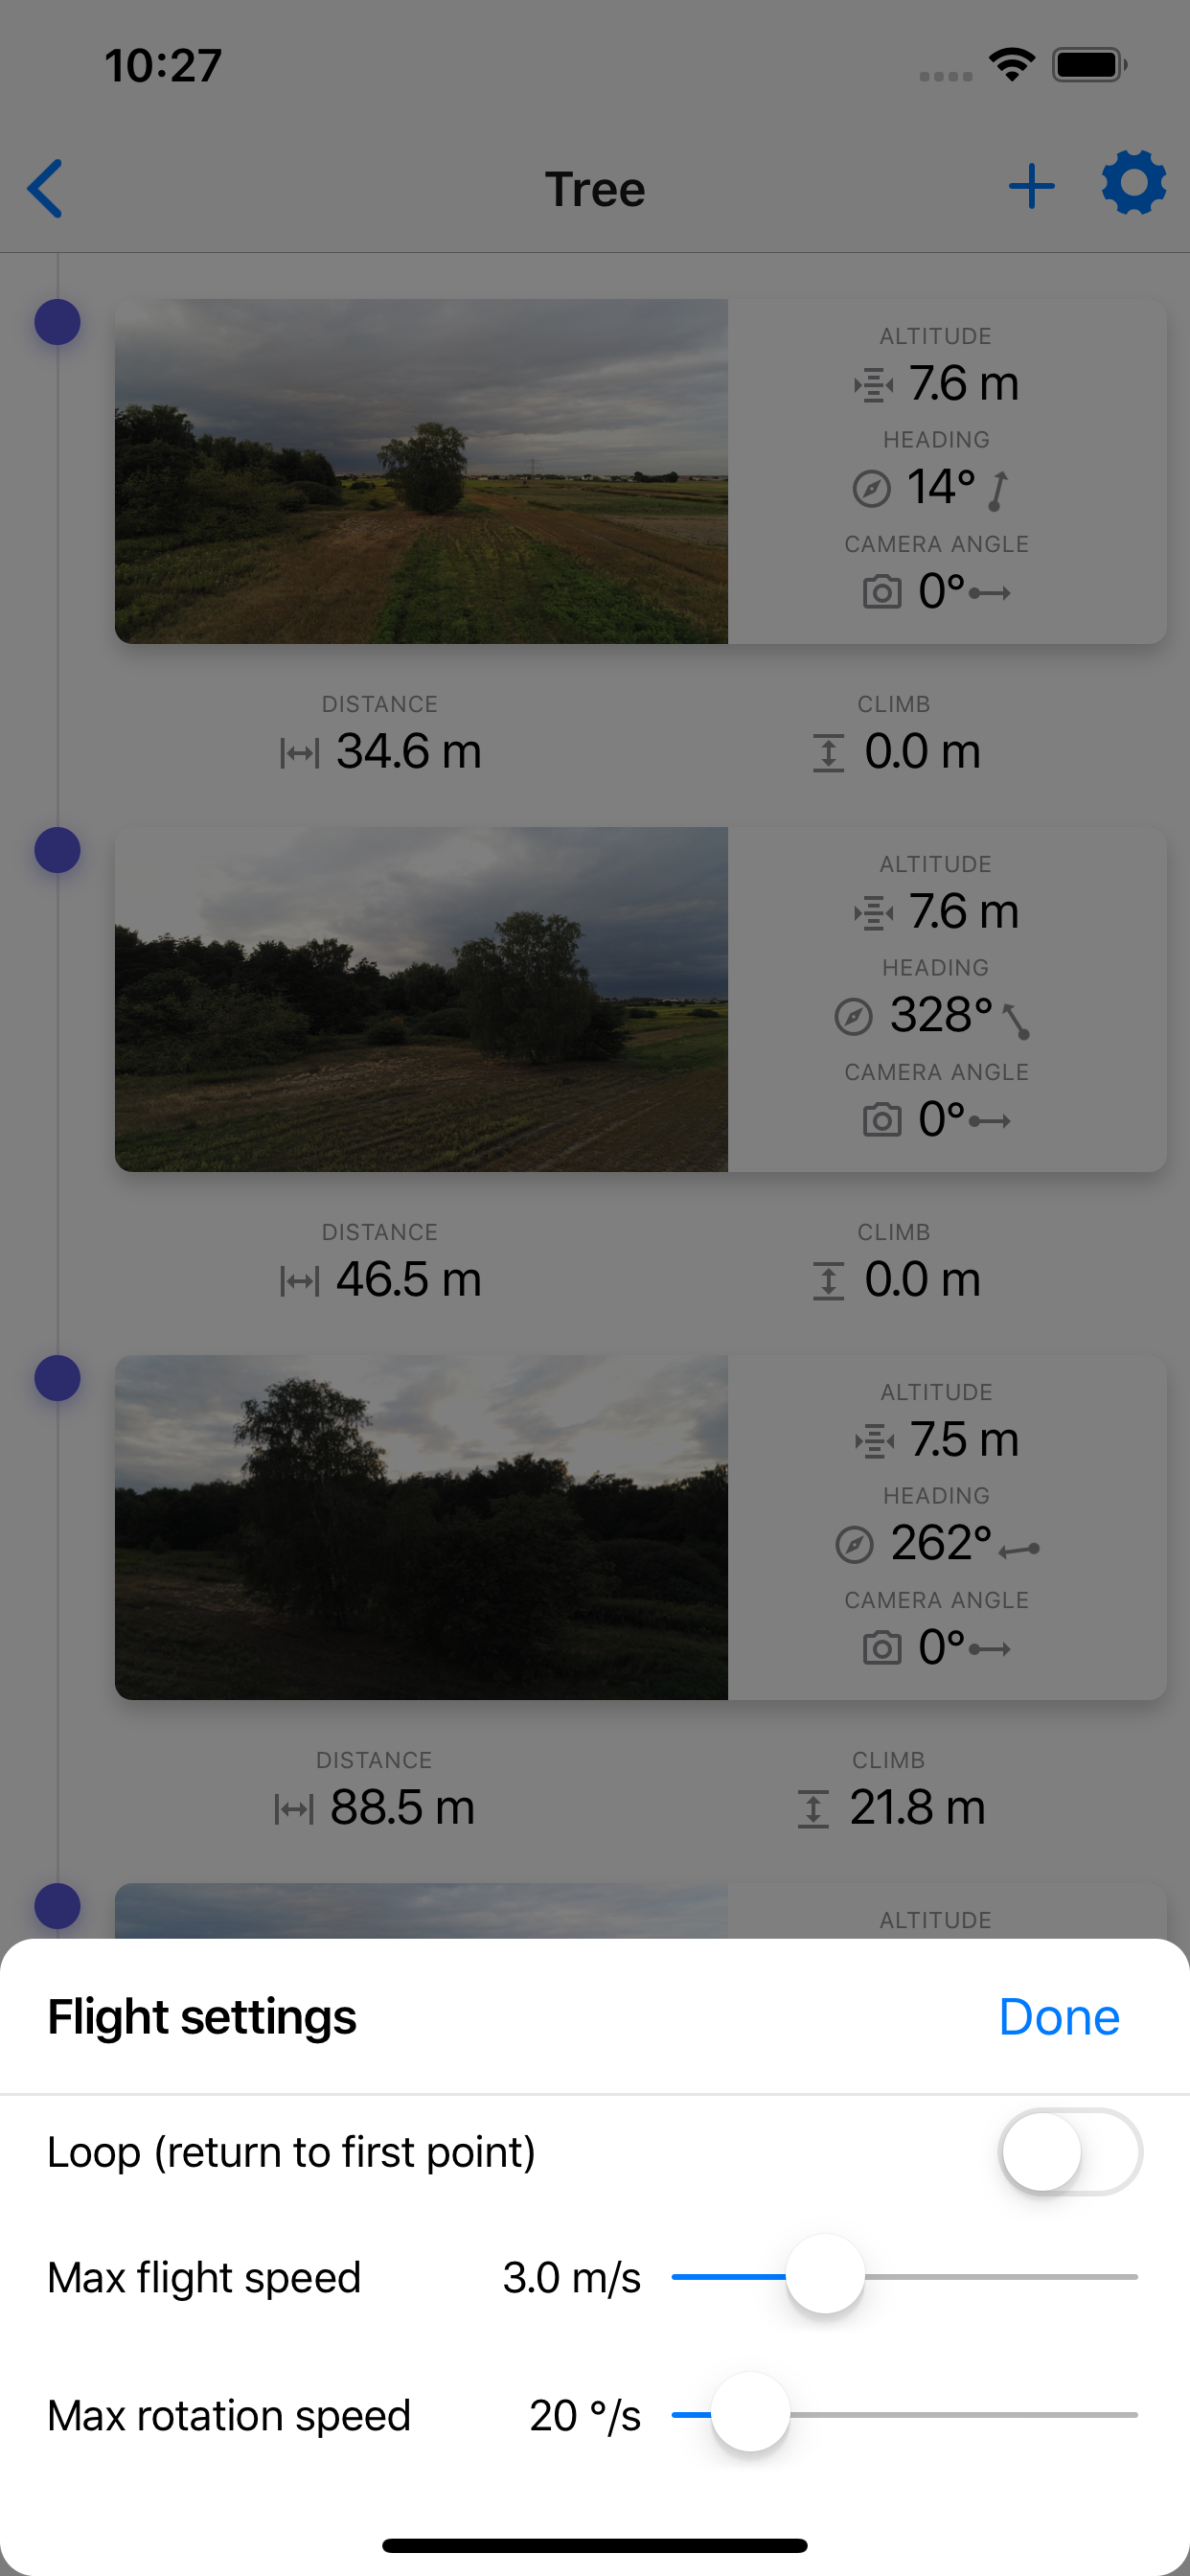 10:27
Tree
ALTITUDE
7.6 m
HEADING
14°
CAMERA ANGLE
0°
DISTANCE
34.6 m
CLIMB
0.0 m
ALTITUDE
7.6 m
HEADING
328°
CAMERA ANGLE
0°
DISTANCE
46.5 m
CLIMB
0.0 m
ALTITUDE
7.5 m
HEADING
262°
CAMERA ANGLE
0°
DISTANCE
88.5 m
CLIMB
21.8 m
ALTITUDE
Flight settings
Done
Loop (return to first point)
Max flight speed 3.0 m/s
Max rotation speed 20 °/s